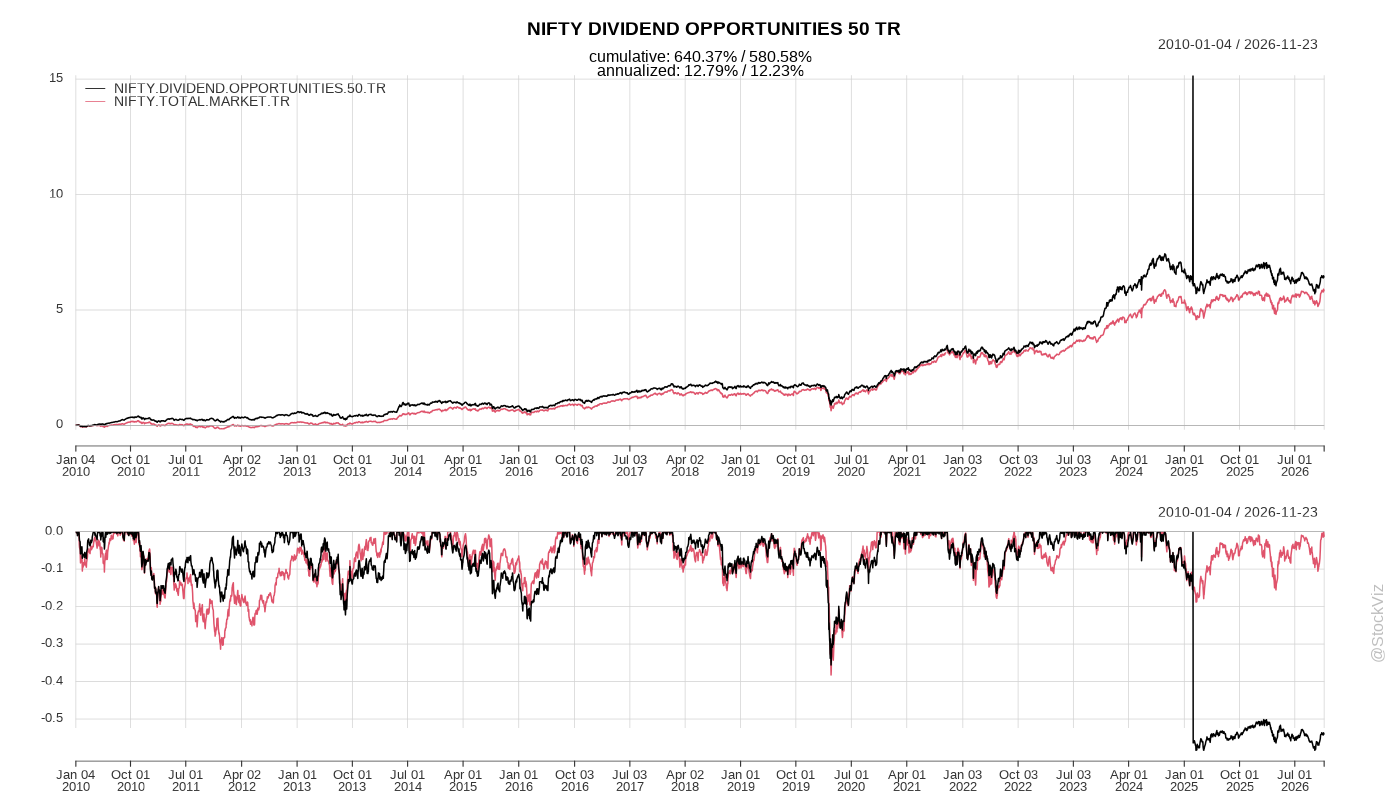 NIFTY DIVIDEND OPPORTUNITIES 50 TR
2010-01-04 / 2026-11-23
cumulative: 640.37% / 580.58%
annualized: 12.79% / 12.23%
NIFTY.DIVIDEND.OPPORTUNITIES.50.TR
NIFTY.TOTAL.MARKET.TR
15
10
5
0
Jan 04 Oct 01 Jul 01 Apr 02 Jan 01 Oct 01 Jul 01 Apr 01 Jan 01 Oct 03 Jul 03 Apr 02 Jan 01 Oct 01 Jul 01 Apr 01 Jan 03 Oct 03 Jul 03 Apr 01 Jan 01 Oct 01 Jul 01
2010 2010 2011 2012 2013 2013 2014 2015 2016 2016 2017 2018 2019 2019 2020 2021 2022 2022 2023 2024 2025 2025 2026
2010-01-04 / 2026-11-23
0.0
-0.1
-0.2
-0.3
-0.4
-0.5
Jan 04 Oct 01 Jul 01 Apr 02 Jan 01 Oct 01 Jul 01 Apr 01 Jan 01 Oct 03 Jul 03 Apr 02 Jan 01 Oct 01 Jul 01 Apr 01 Jan 03 Oct 03 Jul 03 Apr 01 Jan 01 Oct 01 Jul 01
2010 2010 2011 2012 2013 2013 2014 2015 2016 2016 2017 2018 2019 2019 2020 2021 2022 2022 2023 2024 2025 2025 2026
@StockViz